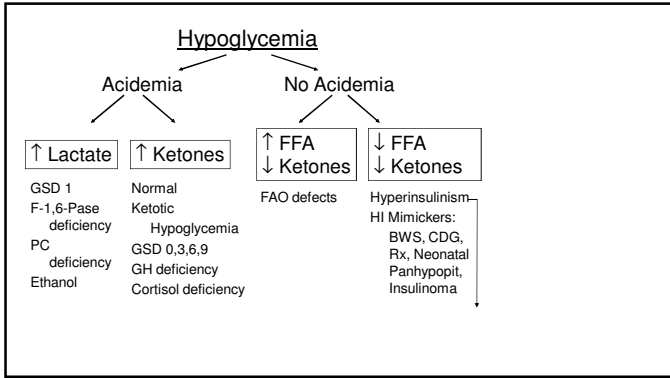 Hypoglycemia
Acidemia
No Acidemia
↑ Lactate
GSD 1
F-1,6-Pase
deficiency
PC
deficiency
Ethanol
↑ Ketones
Normal
Ketotic
Hypoglycemia
GSD 0,3,6,9
GH deficiency
Cortisol deficiency
↑ FFA
↓ Ketones
FAO defects
↓ FFA
↓ Ketones
Hyperinsulinism
HI Mimickers:
BWS, CDG,
Rx, Neonatal
Panhypopit,
Insulinoma